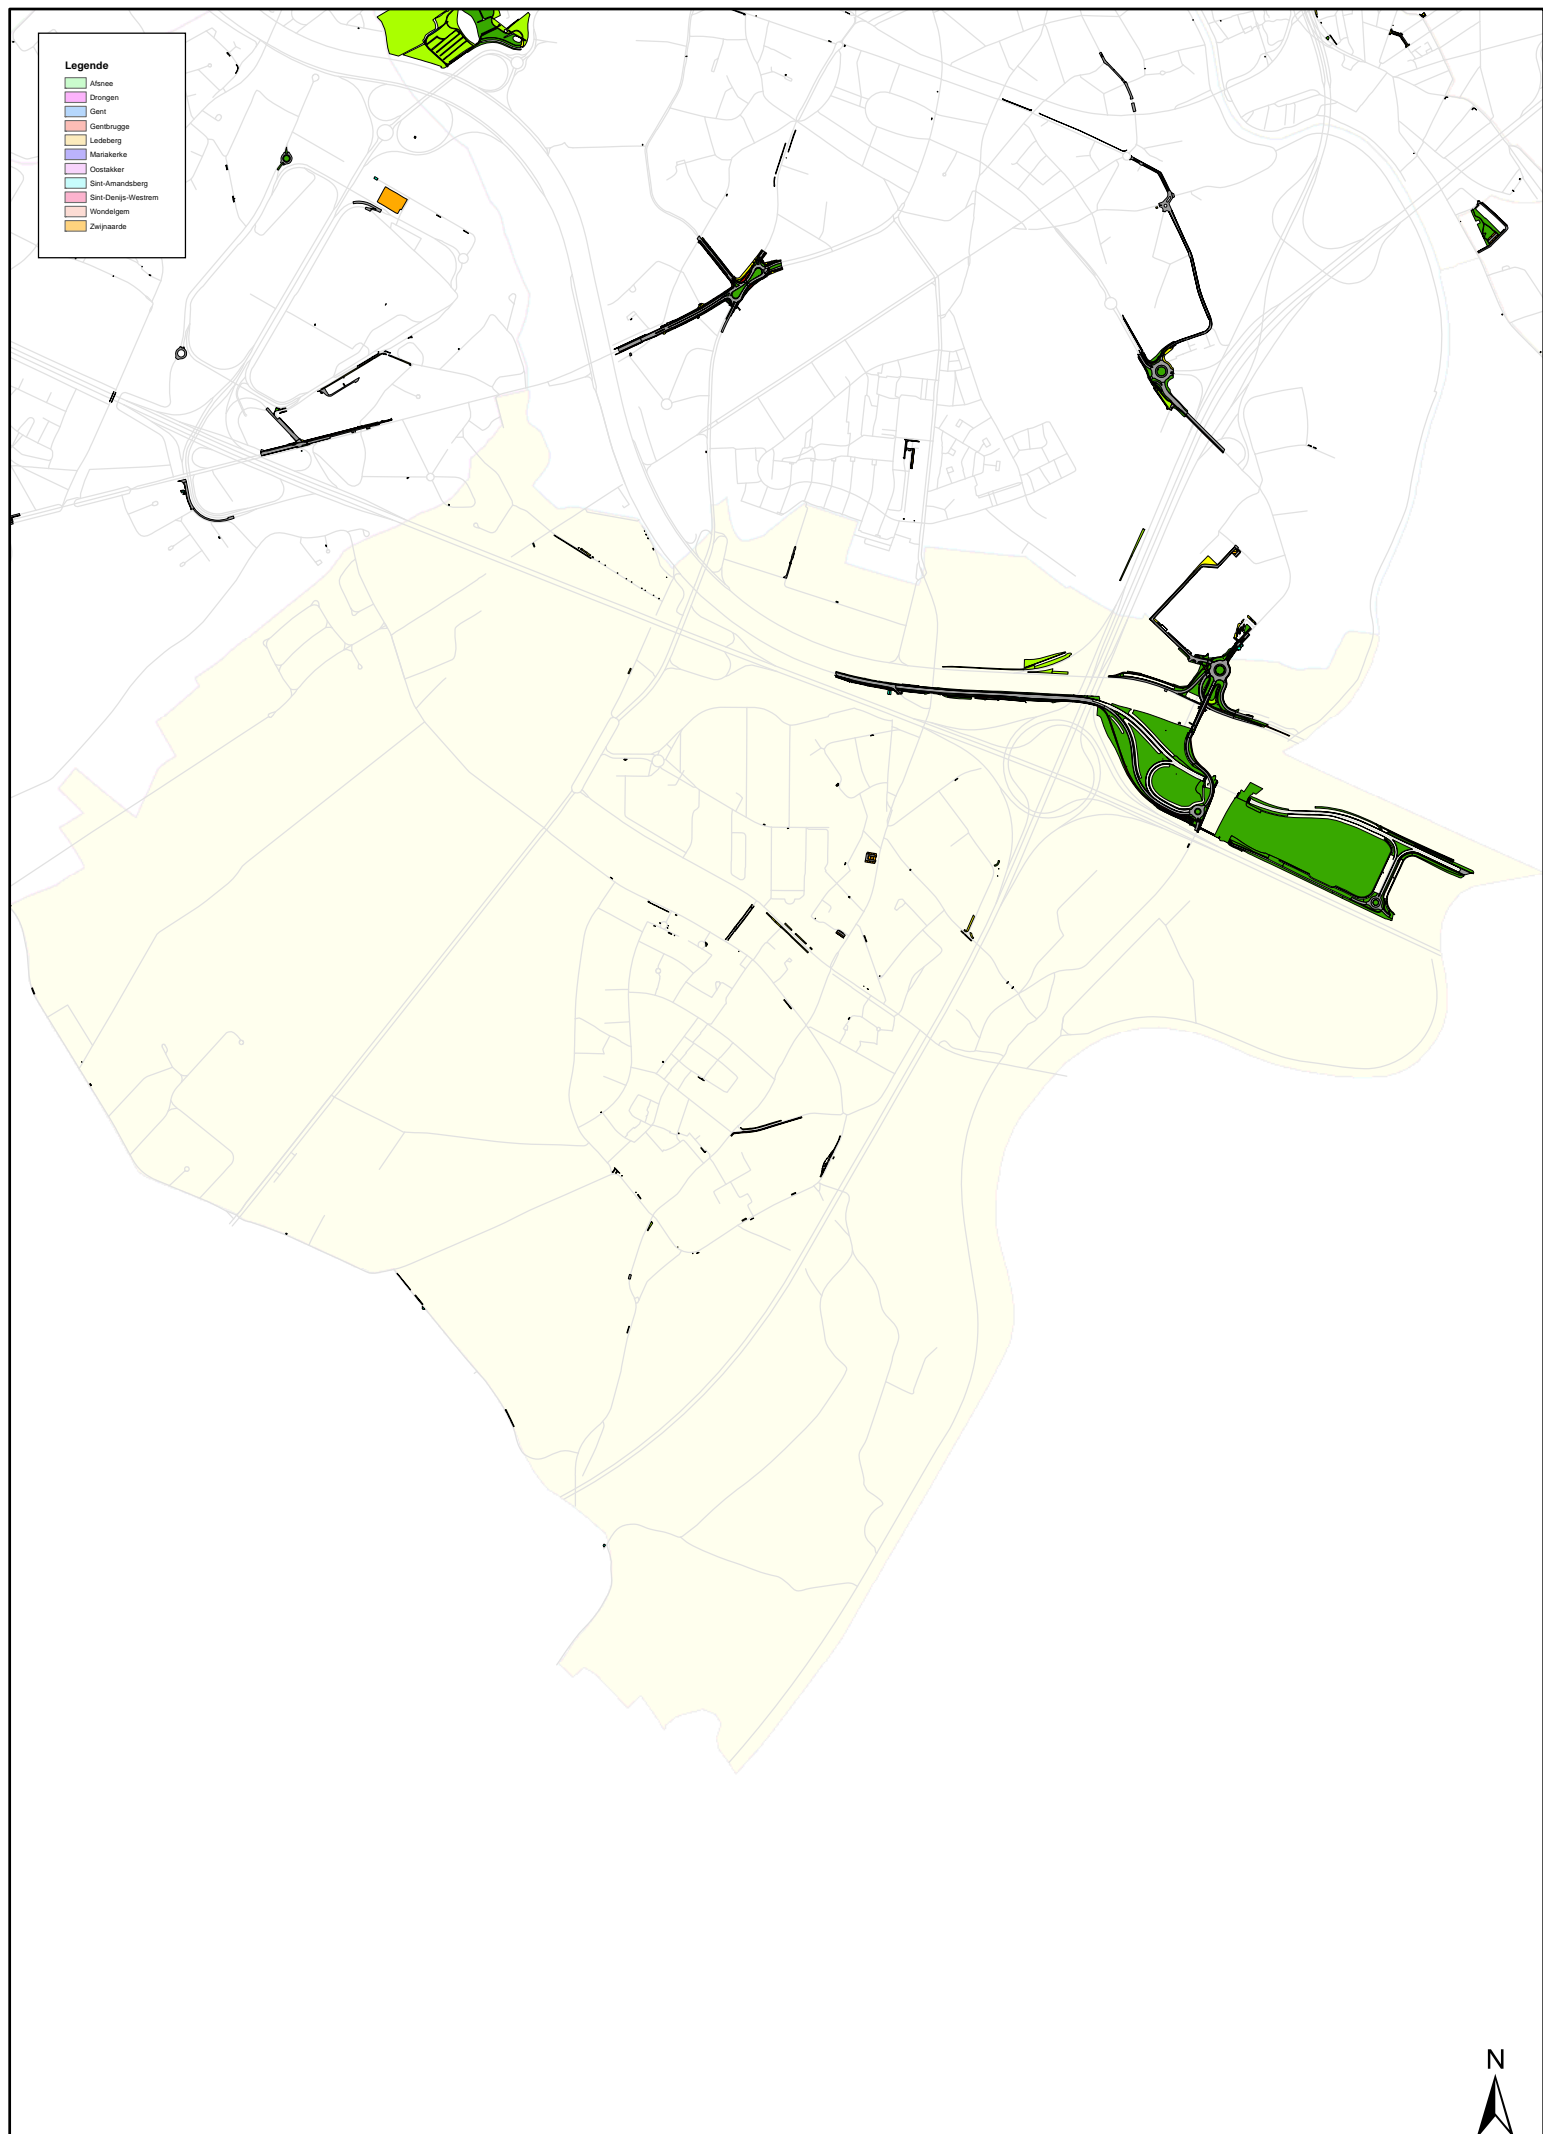 Legende
Afsnee
Drongen
Gent
Gentbrugge
Ledeberg
Mariakerke
Oostakker
Sint-Amandsberg
Sint-Denijs-Westrem
Wondelgem
Zwijnaarde
N